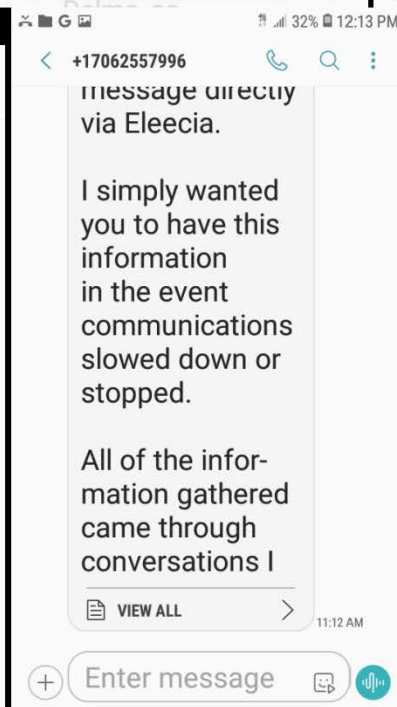 G 32% 12:13 PM
+17062557996
message directly
via Eleecia.
I simply wanted
you to have this
information
in the event
communications
slowed down or
stopped.
All of the infor-
mation gathered
came through
conversations I
VIEW ALL
11:12 AM
Enter message